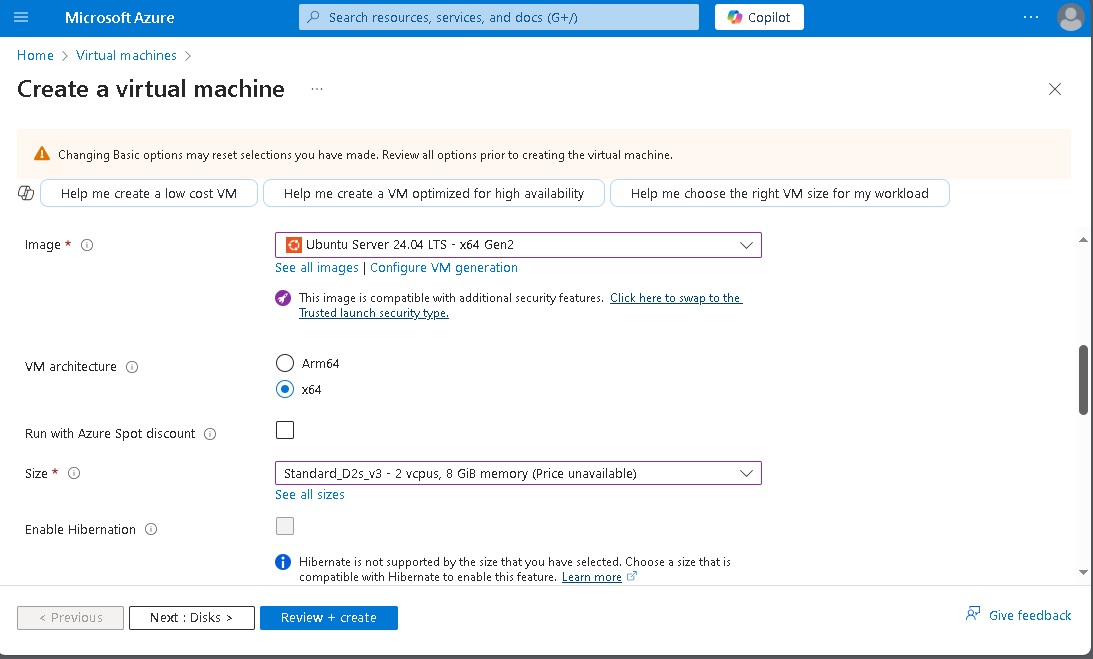 Microsoft Azure
Search resources, services, and docs (G+/)
Copilot
Home > Virtual machines >
Create a virtual machine
Changing Basic options may reset selections you have made. Review all options prior to creating the virtual machine.
Help me create a low cost VM
Help me create a VM optimized for high availability
Help me choose the right VM size for my workload
Image *
Ubuntu Server 24.04 LTS - x64 Gen2
See all images | Configure VM generation
This image is compatible with additional security features. Click here to swap to the
Trusted launch security type.
VM architecture
Arm64
x64
Run with Azure Spot discount
Size *
Standard_D2s_v3 - 2 vcpus, 8 GiB memory (Price unavailable)
See all sizes
Enable Hibernation
Hibernate is not supported by the size that you have selected. Choose a size that is
compatible with Hibernate to enable this feature. Learn more
< Previous
Next : Disks >
Review + create
Give feedback